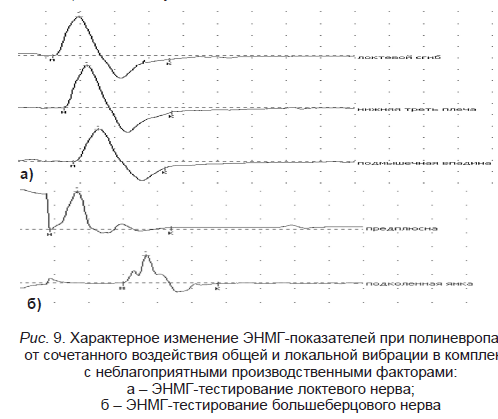 локтевой сгиб
нижняя треть плеча
подмышечная впадина
а)
предплюсна
подколенная ямка
б)
Рис. 9. Характерное изменение ЭНМГ-показателей при полиневропа
от сочетанного воздействия общей и локальной вибрации в комплек
с неблагоприятными производственными факторами:
а – ЭНМГ-тестирование локтевого нерва;
б – ЭНМГ-тестирование большеберцового нерва